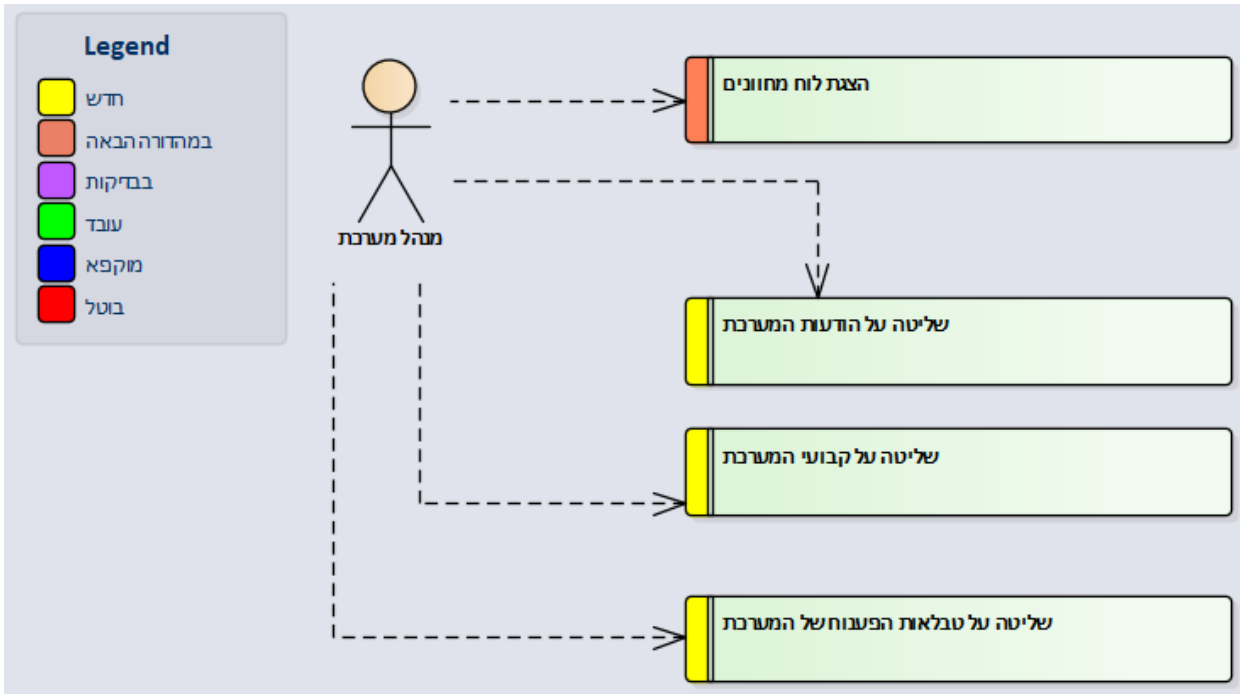 Legend
חדש
במהדורה הבאה
בבדיקות
עובד
מוקפא
בוטל
מנהל מערכת
הצגת לוח מחוונים
שליטה על הודעות המערכת
שליטה על קבועי המערכת
שליטה על טבלאות הפענוח של המערכת